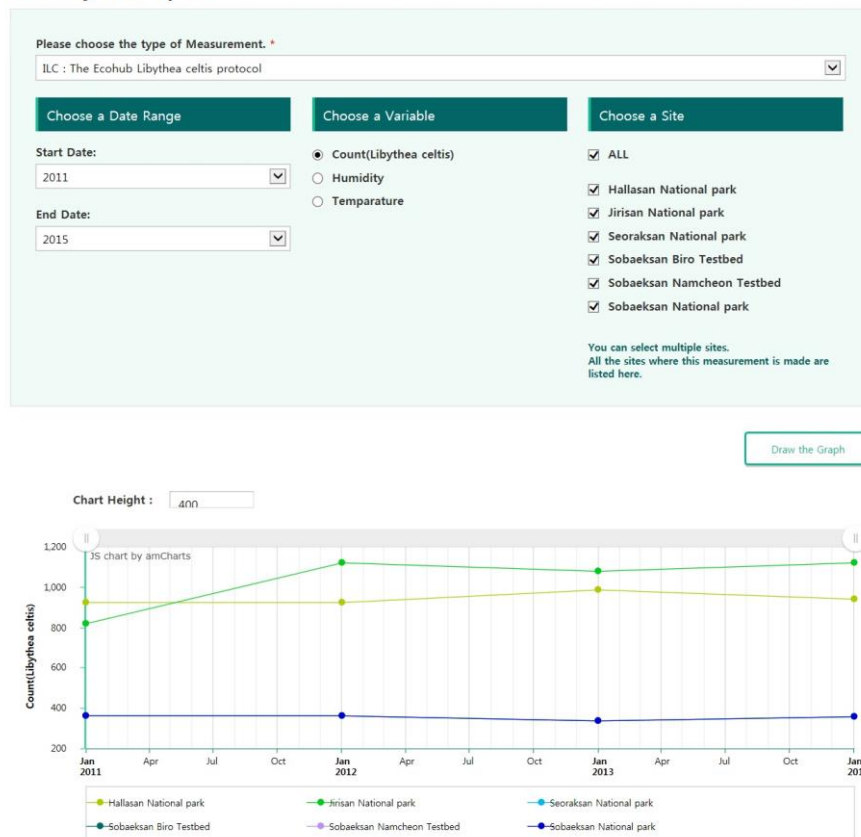 Please choose the type of Measurement. *
ILC : The Ecohub Libythea celtis protocol
Choose a Date Range
Choose a Variable
Choose a Site
Start Date:
2011
End Date:
2015
Count(Libythea celtis)
Humidity
Temparature
ALL
Hallasan National park
Jirisan National park
Seoraksan National park
Sobaeksan Biro Testbed
Sobaeksan Namcheon Testbed
Sobaeksan National park
You can select multiple sites.
All the sites where this measurement is made are
listed here.
Draw the Graph
Chart Height :
400
JS chart by amCharts
Count(Libythea celtis)
1,200
1,000
800
600
400
200
Jan Apr Jul Oct Jan Apr Jul Oct Jan Apr Jul Oct
2011 2012 2013
Hallasan National park Jirisan National park Seoraksan National park
Sobaeksan Biro Testbed Sobaeksan Namcheon Testbed Sobaeksan National park